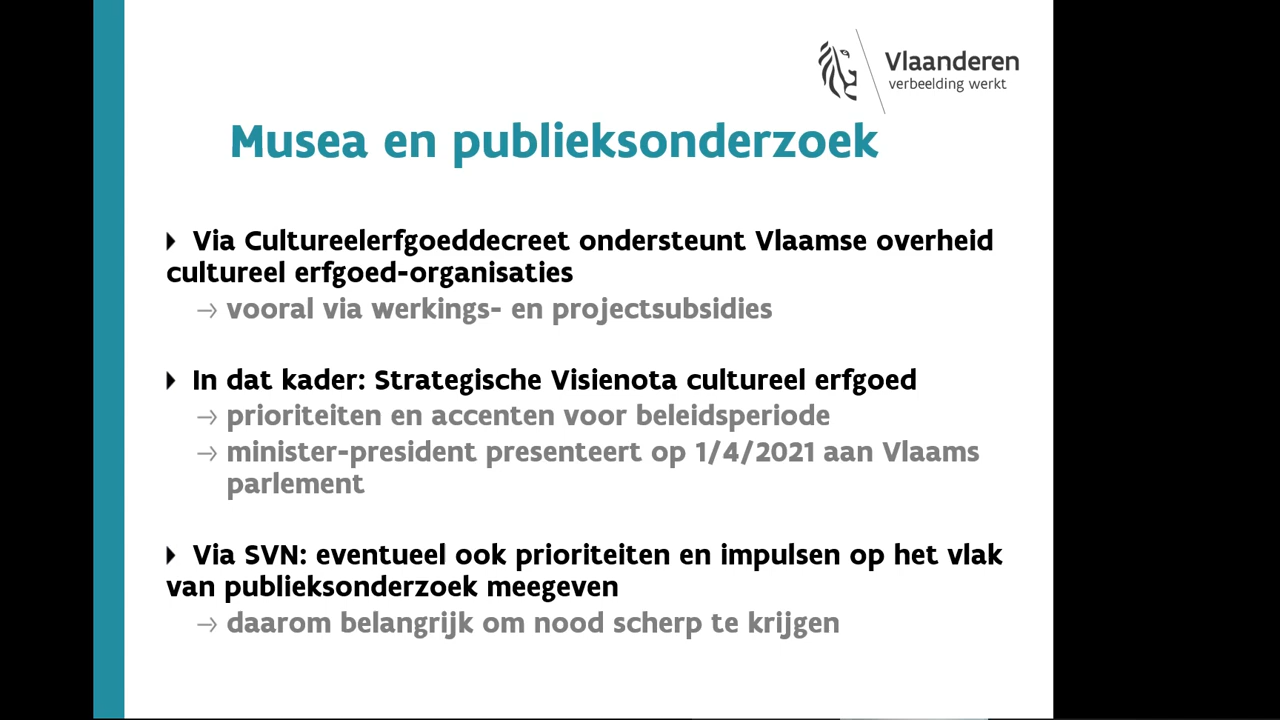 Vlaanderen
verbeelding werkt
Musea en publieksonderzoek
Via Cultureelerfgoeddecreet ondersteunt Vlaamse overheid
cultureel erfgoed-organisaties
→ vooral via werkings- en projectsubsidies
In dat kader: Strategische Visienota cultureel erfgoed
→ prioriteiten en accenten voor beleidsperiode
→ minister-president presenteert op 1/4/2021 aan Vlaams
parlement
Via SVN: eventueel ook prioriteiten en impulsen op het vlak
van publieksonderzoek meegeven
→ daarom belangrijk om nood scherp te krijgen